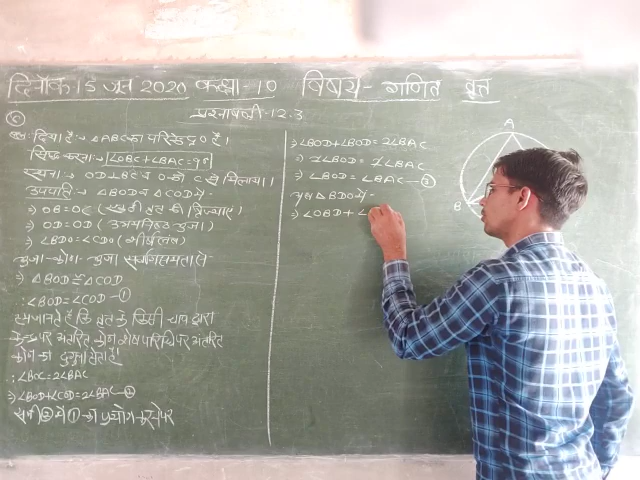 दिनाँक 15 जून 2020 कक्षा-10 विषय- गणित वृत्त
प्रश्नावली-12.3
हल:- दिया है:- △ABC का परिकेन्द्र O है।
सिद्ध करना:- ∠OBC+∠BAC=90°
रचना:- OD⊥BC व O को C से मिलाया।
उपपत्ति:- △BOD व △COD में-
⇒ OB=OC (एकही वृत्त की त्रिज्याएं)
⇒ OD=OD (उभयनिष्ठ भुजा)
⇒ ∠BDO=∠CDO (शीर्षलंब)
भुजा-कोण-भुजा सर्वांगसमता से-
⇒ △BOD≅△COD
∴∠BOD=∠COD-①
हम जानते हैं कि वृत्त के किसी चाप द्वारा
केन्द्र पर अंतरित कोण शेष परिधि पर अंतरित
कोण का दुगुना होता है।
∴∠BOC=2∠BAC
⇒∠BOD+∠COD=2∠BAC-②
समी② में ① का प्रयोग करने पर
⇒∠BOD+∠BOD=2∠BAC
⇒ 2∠BOD= 2∠BAC
⇒ ∠BOD= ∠BAC-③
अब △BDO में-
⇒ ∠OBD+∠
A
B